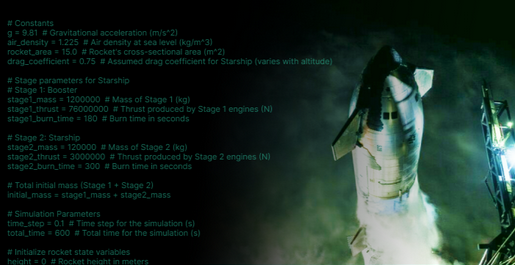 # Constants
g = 9.81 # Gravitational acceleration (m/s^2)
air_density = 1.225 # Air density at sea level (kg/m^3)
rocket_area = 15.0 # Rocket's cross-sectional area (m^2)
drag_coefficient = 0.75 # Assumed drag coefficient for Starship (varies with altitude)
# Stage parameters for Starship
# Stage 1: Booster
stage1_mass = 1200000 # Mass of Stage 1 (kg)
stage1_thrust = 76000000 # Thrust produced by Stage 1 engines (N)
stage1_burn_time = 180 # Burn time in seconds
# Stage 2: Starship
stage2_mass = 120000 # Mass of Stage 2 (kg)
stage2_thrust = 3000000 # Thrust produced by Stage 2 engines (N)
stage2_burn_time = 300 # Burn time in seconds
# Total initial mass (Stage 1 + Stage 2)
initial_mass = stage1_mass + stage2_mass
# Simulation Parameters
time_step = 0.1 # Time step for the simulation (s)
total_time = 600 # Total time for the simulation (s)
# Initialize rocket state variables
height = 0 # Rocket height in meters